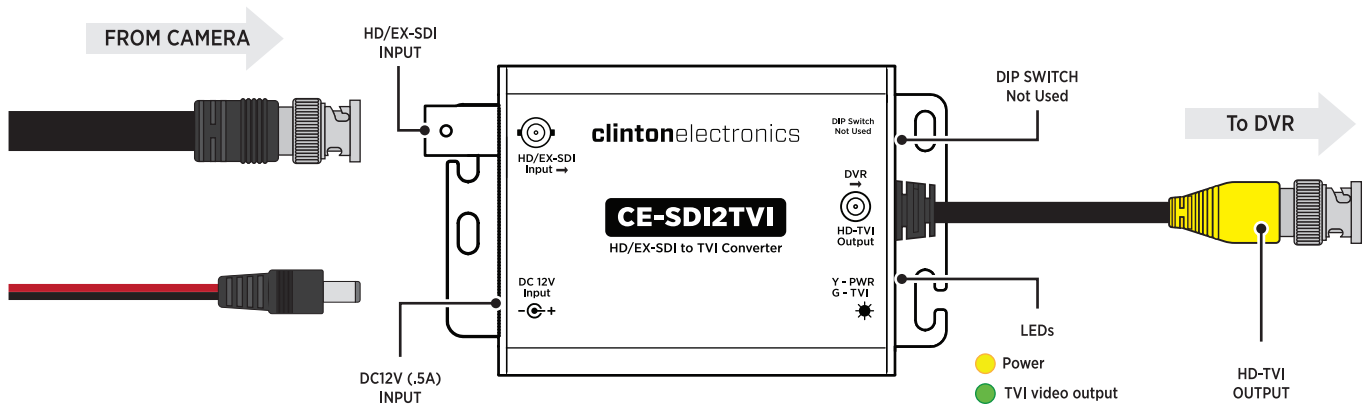 FROM CAMERA
HD/EX-SDI
INPUT
DIP SWITCH
Not Used
To DVR
HD/EX-SDI
Input →
clintonelectronics
DIP Switch
Not Used
DVR
→
HD-TVI
Output
CE-SDI2TVI
HD/EX-SDI to TVI Converter
DC 12V
Input
- +
Y - PWR
G - TVI
DC12V (.5A)
INPUT
LEDs
Power
TVI video output
HD-TVI
OUTPUT